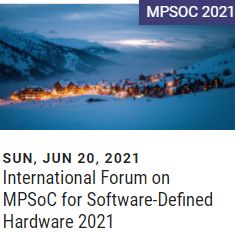 MPSOC 2021
SUN, JUN 20, 2021
International Forum on
MPSoC for Software-Defined
Hardware 2021